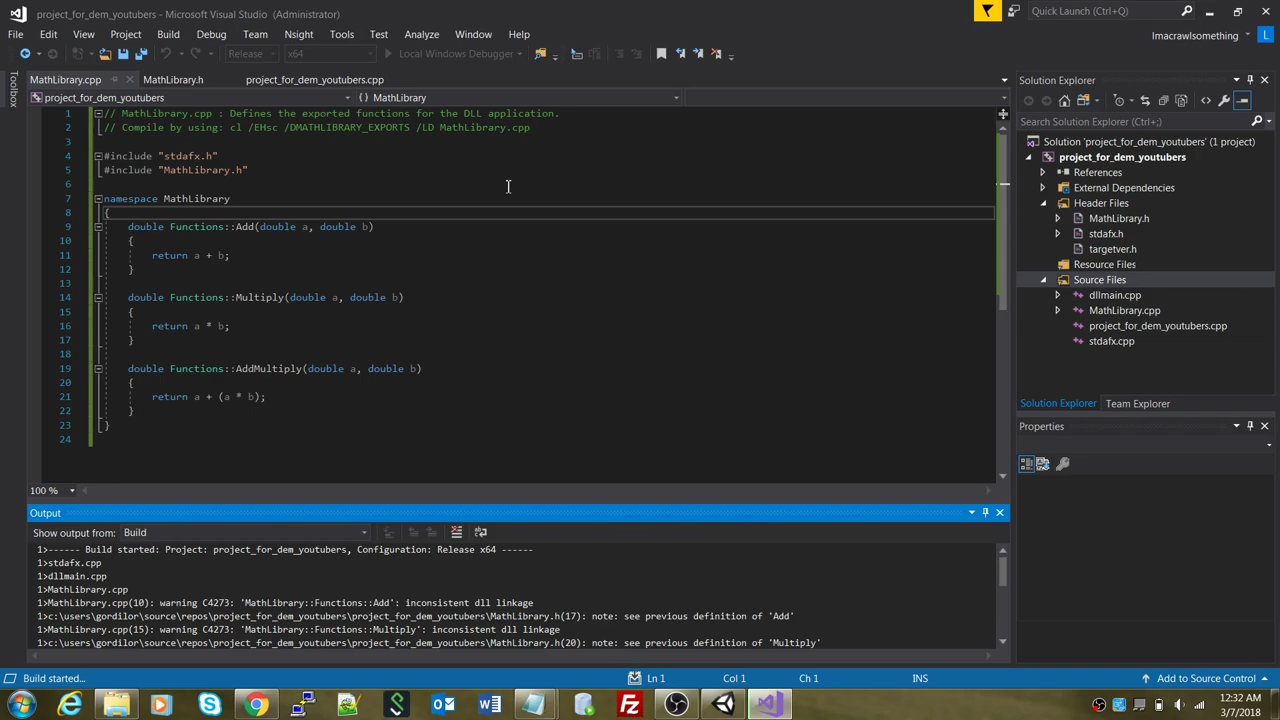 project_for_dem_youtubers - Microsoft Visual Studio (Administrator)
Quick Launch (Ctrl+Q)
File Edit View Project Build Debug Team Nsight Tools Test Analyze Window Help
lmacrawlsomething L
Release x64 Local Windows Debugger
Toolbox
MathLibrary.cpp MathLibrary.h project_for_dem_youtubers.cpp
project_for_dem_youtubers MathLibrary
1 // MathLibrary.cpp : Defines the exported functions for the DLL application.
2 // Compile by using: cl /EHsc /DMATHLIBRARY_EXPORTS /LD MathLibrary.cpp
3
4 #include "stdafx.h"
5 #include "MathLibrary.h"
6
7 namespace MathLibrary
8 {
9 double Functions::Add(double a, double b)
10 {
11 return a + b;
12 }
13
14 double Functions::Multiply(double a, double b)
15 {
16 return a * b;
17 }
18
19 double Functions::AddMultiply(double a, double b)
20 {
21 return a + (a * b);
22 }
23 }
24
100 %
Solution Explorer
Search Solution Explorer (Ctrl+;)
Solution 'project_for_dem_youtubers' (1 project)
project_for_dem_youtubers
References
External Dependencies
Header Files
MathLibrary.h
stdafx.h
targetver.h
Resource Files
Source Files
dllmain.cpp
MathLibrary.cpp
project_for_dem_youtubers.cpp
stdafx.cpp
Solution Explorer Team Explorer
Properties
Output
Show output from: Build
1>------ Build started: Project: project_for_dem_youtubers, Configuration: Release x64 ------
1>stdafx.cpp
1>dllmain.cpp
1>MathLibrary.cpp
1>MathLibrary.cpp(10): warning C4273: 'MathLibrary::Functions::Add': inconsistent dll linkage
1>c:\users\gordilor\source\repos\project_for_dem_youtubers\project_for_dem_youtubers\MathLibrary.h(17): note: see previous definition of 'Add'
1>MathLibrary.cpp(15): warning C4273: 'MathLibrary::Functions::Multiply': inconsistent dll linkage
1>c:\users\gordilor\source\repos\project_for_dem_youtubers\project_for_dem_youtubers\MathLibrary.h(20): note: see previous definition of 'Multiply'
Build started... Ln 1 Col 1 Ch 1 INS Add to Source Control
12:32 AM
3/7/2018